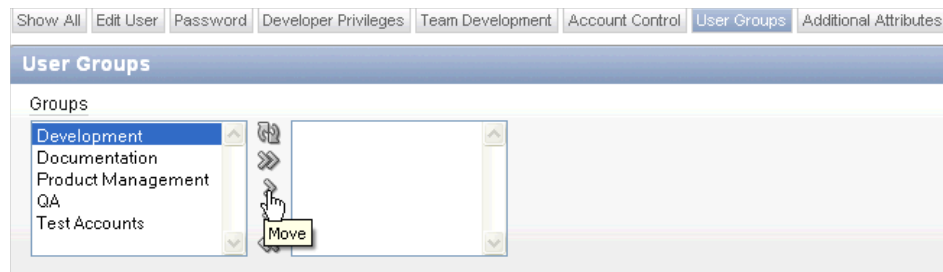 Show All Edit User Password Developer Privileges Team Development Account Control User Groups Additional Attributes
User Groups
Groups
Development
Documentation
Product Management
QA
Test Accounts
Move